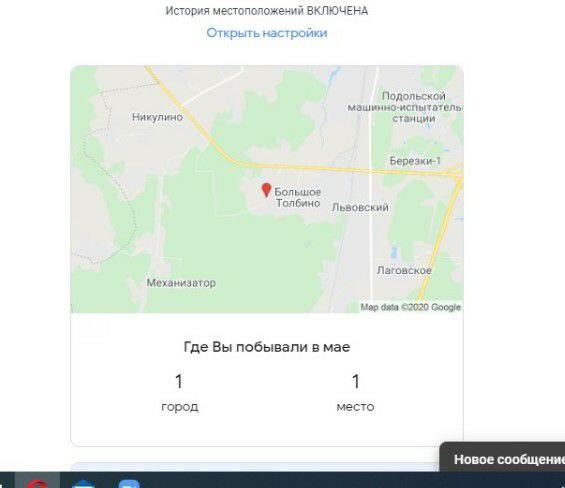 История местоположений ВКЛЮЧЕНА
Открыть настройки
Подольской
машинно-испытатель
станции
Никулино
Березки-1
Большое
Толбино
Львовский
Лаговское
Механизатор
Map data ©2020 Google
Где Вы побывали в мае
1 1
город место
Новое сообщение